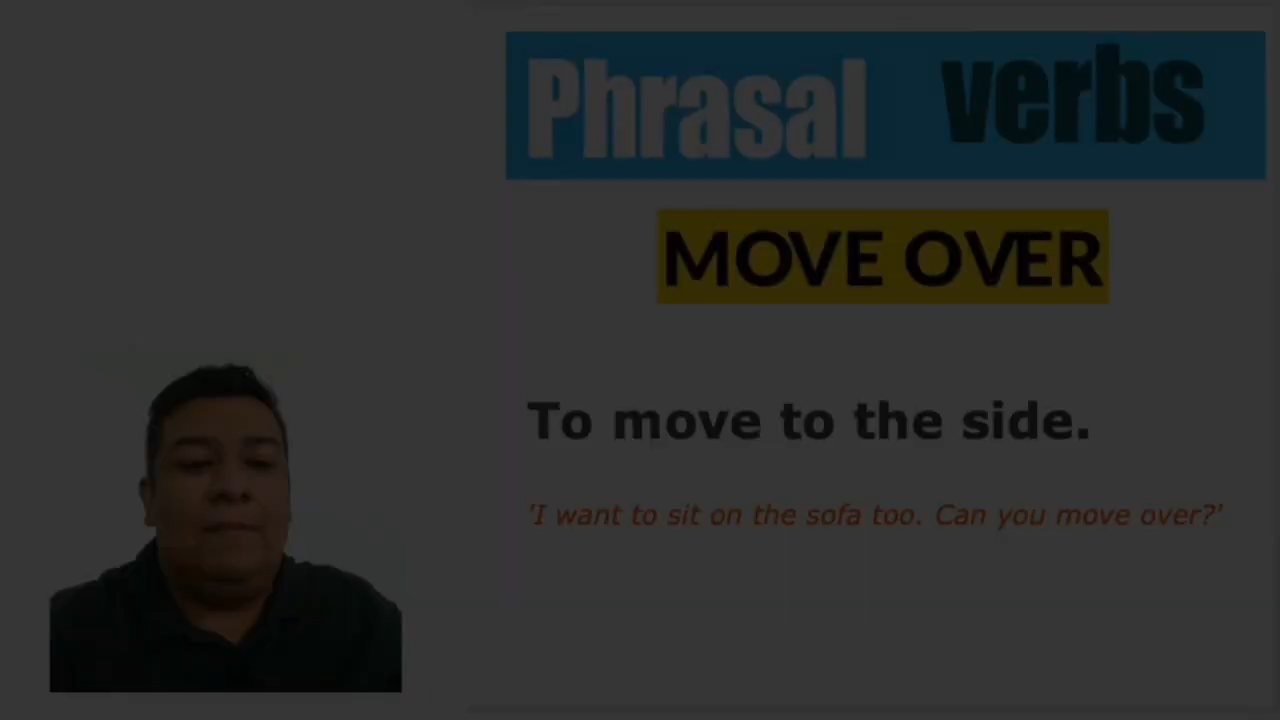 Phrasal verbs
MOVE OVER
To move to the side.
'I want to sit on the sofa too. Can you move over?'